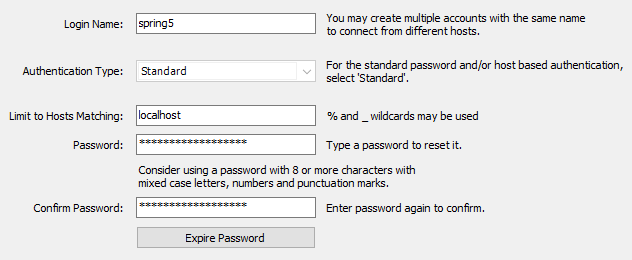 Login Name: spring5 You may create multiple accounts with the same name
to connect from different hosts.
Authentication Type: Standard For the standard password and/or host based authentication,
select 'Standard'.
Limit to Hosts Matching: localhost % and _ wildcards may be used
Password: ****************** Type a password to reset it.
Consider using a password with 8 or more characters with
mixed case letters, numbers and punctuation marks.
Confirm Password: ****************** Enter password again to confirm.
Expire Password